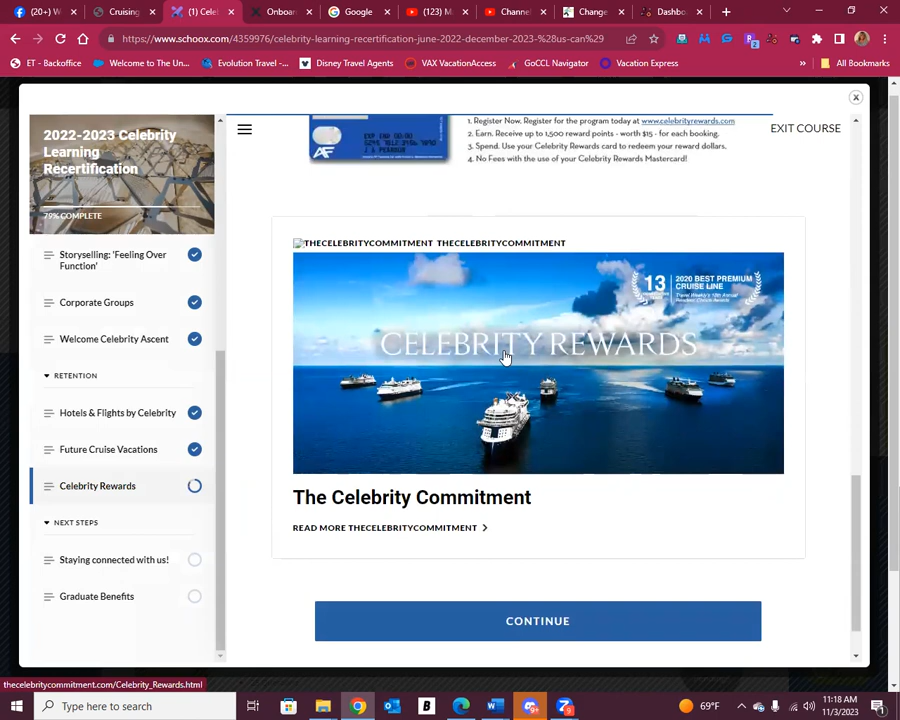 (20+) W
Cruising
(1) Cele
Onboar
Google
(123) M
Channel
Change
Dashbo
https://www.schoox.com/4359976/celebrity-learning-recertification-june-2022-december-2023-%28us-can%29
ET - Backoffice
Welcome to The Un...
Evolution Travel -...
Disney Travel Agents
VAX VacationAccess
GoCCL Navigator
Vacation Express
»
All Bookmarks
2022-2023 Celebrity
Learning
Recertification
79% COMPLETE
EXIT COURSE
1. Register Now. Register for the program today at www.celebrityrewards.com
2. Earn. Receive up to 1,500 reward points - worth $15 - for each booking.
3. Spend. Use your Celebrity Rewards card to redeem your reward dollars.
4. No Fees with the use of your Celebrity Rewards Mastercard!
Storyselling: 'Feeling Over
Function'
Corporate Groups
Welcome Celebrity Ascent
RETENTION
Hotels & Flights by Celebrity
Future Cruise Vacations
Celebrity Rewards
NEXT STEPS
Staying connected with us!
Graduate Benefits
THECELEBRITYCOMMITMENT THECELEBRITYCOMMITMENT
13
2020 BEST PREMIUM
CRUISE LINE
CELEBRITY REWARDS
The Celebrity Commitment
READ MORE THECELEBRITYCOMMITMENT
CONTINUE
thecelebritycommitment.com/Celebrity_Rewards.html
Type here to search
69°F
11:18 AM
11/3/2023